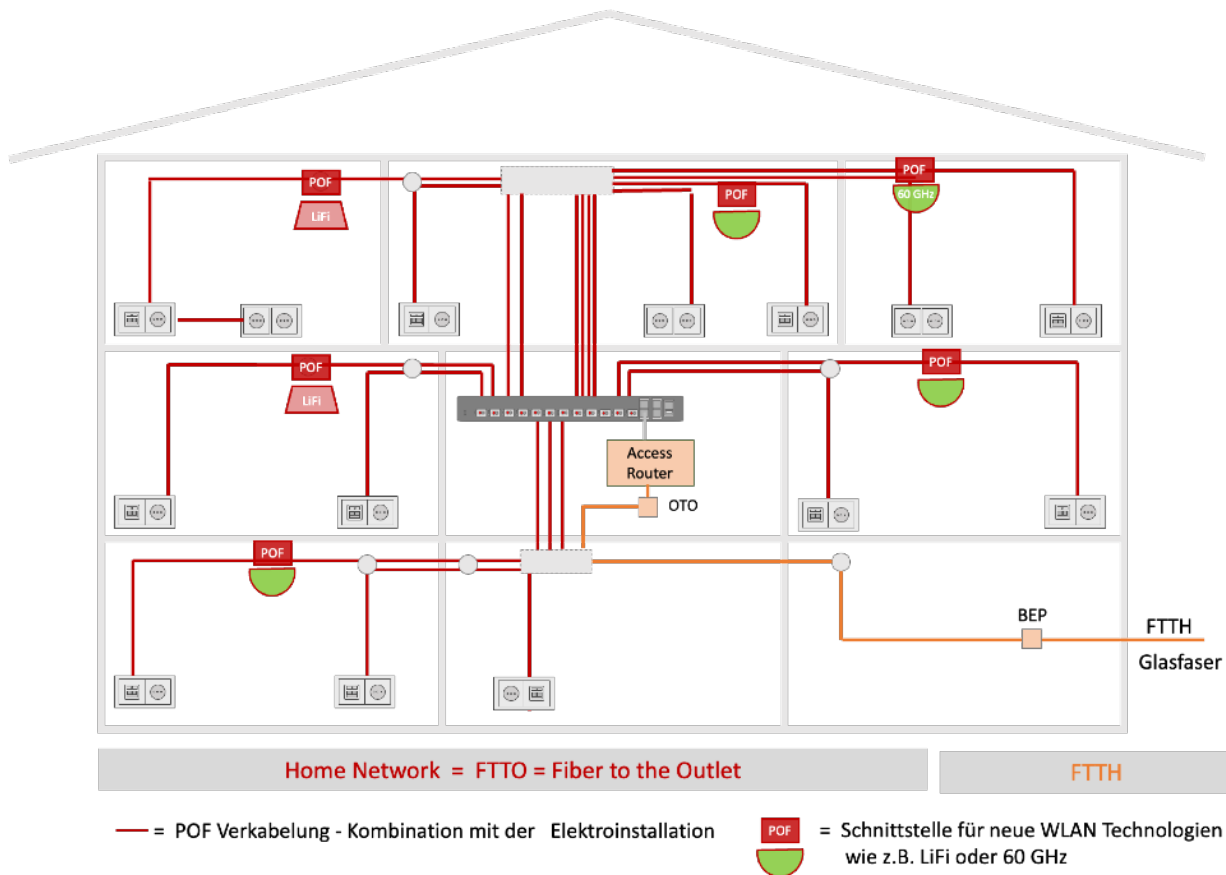 POF
LiFi
POF
POF
60 GHz
POF
LiFi
POF
Access
Router
OTO
POF
BEP
FTTH
Glasfaser
Home Network = FTTO = Fiber to the Outlet
FTTH
= POF Verkabelung - Kombination mit der Elektroinstallation
POF
= Schnittstelle für neue WLAN Technologien
wie z.B. LiFi oder 60 GHz